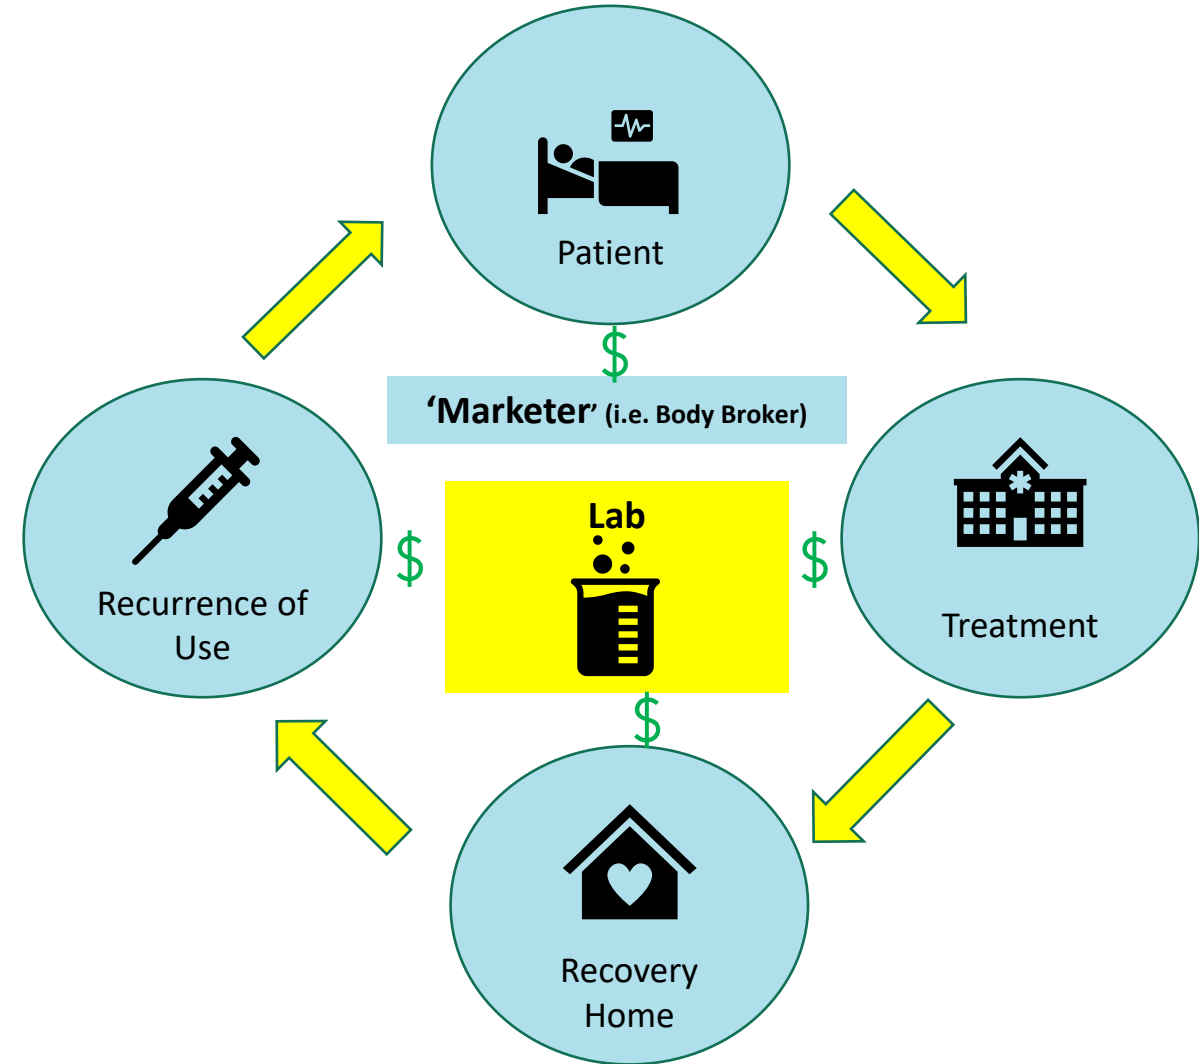 Patient
$
‘Marketer’ (i.e. Body Broker)
Lab
$
$
Recurrence of
Use
Treatment
$
Recovery
Home